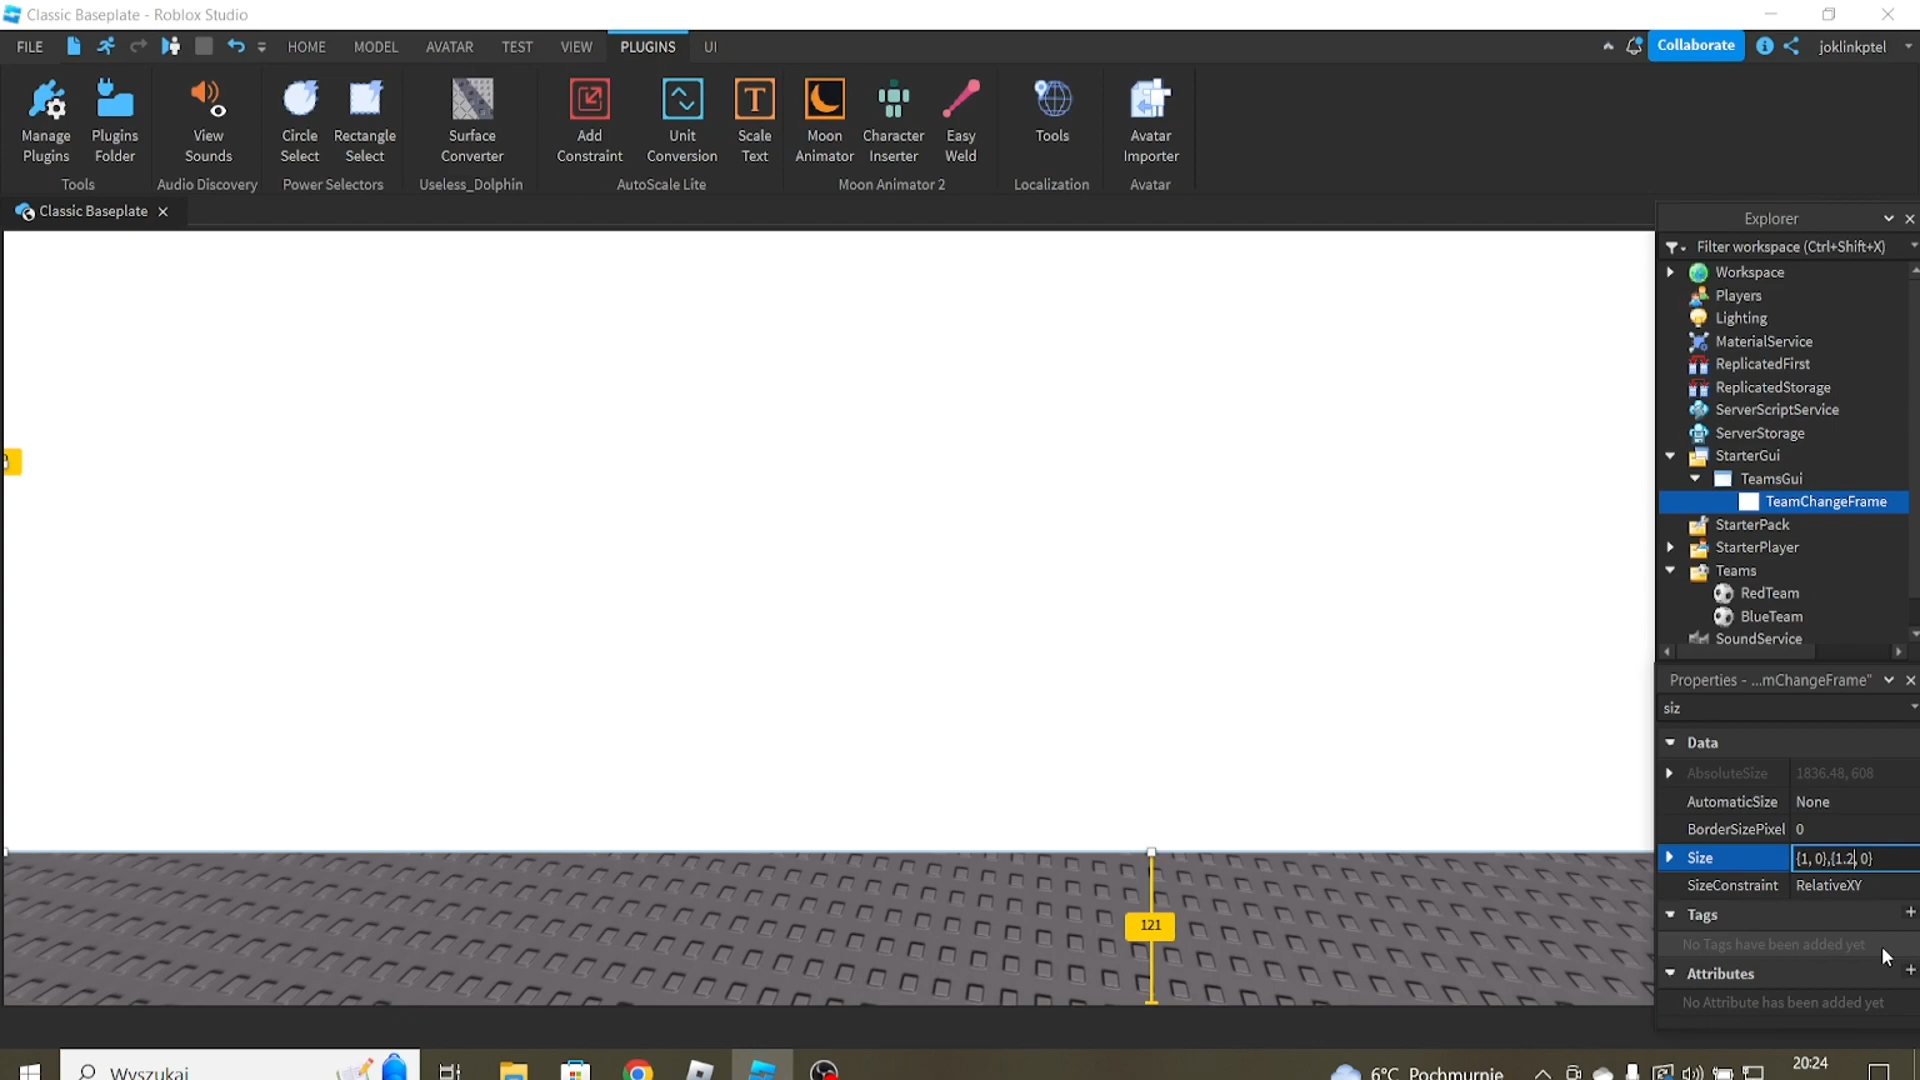 Classic Baseplate - Roblox Studio
FILE HOME MODEL AVATAR TEST VIEW PLUGINS UI Collaborate joklinkptel
Manage Plugins
Plugins Folder
Tools
View Sounds
Audio Discovery
Circle Select
Rectangle Select
Power Selectors
Surface Converter
Useless_Dolphin
Add Constraint
Unit Conversion
Scale Text
AutoScale Lite
Moon Animator
Character Inserter
Easy Weld
Moon Animator 2
Tools
Localization
Avatar Importer
Avatar
Classic Baseplate
121
Explorer
Filter workspace (Ctrl+Shift+X)
Workspace
Players
Lighting
MaterialService
ReplicatedFirst
ReplicatedStorage
ServerScriptService
ServerStorage
StarterGui
TeamsGui
TeamChangeFrame
StarterPack
StarterPlayer
Teams
RedTeam
BlueTeam
SoundService
Properties - ...mChangeFrame"
siz
Data
AbsoluteSize 1836.48, 608
AutomaticSize None
BorderSizePixel 0
Size {1, 0},{1.2, 0}
SizeConstraint RelativeXY
Tags
No Tags have been added yet
Attributes
No Attribute has been added yet
Wyszukaj 6°C Pochmurnie 20:24